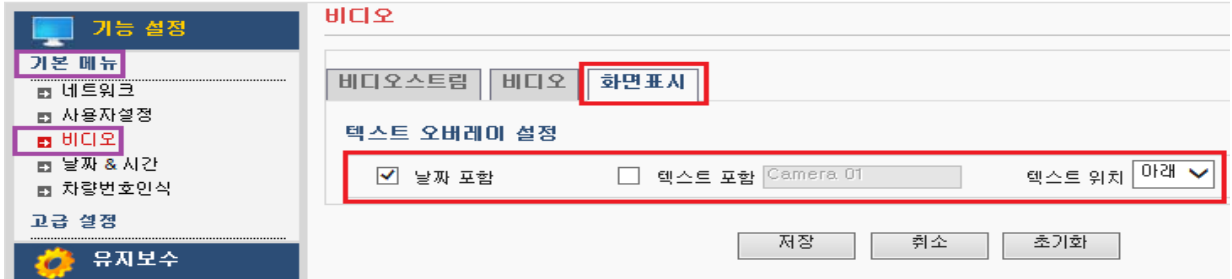 기능 설정
기본 메뉴
네트워크
사용자설정
비디오
날짜 & 시간
차량번호인식
고급 설정
유지보수
비디오
비디오스트림 비디오 화면표시
텍스트 오버레이 설정
날짜 포함 텍스트 포함 Camera 01 텍스트 위치 아래
저장 취소 초기화